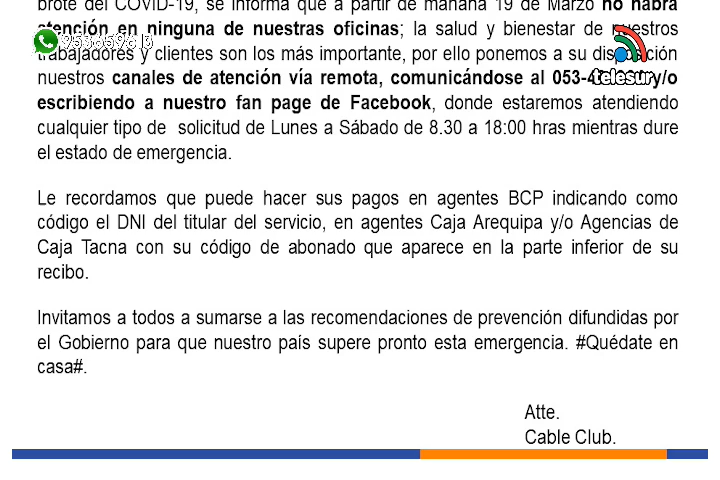 brote del COVID-19, se informa que a partir de mañana 19 de Marzo no habrá
atención en ninguna de nuestras oficinas; la salud y bienestar de nuestros
trabajadores y clientes son los más importante, por ello ponemos a su disposición
nuestros canales de atención vía remota, comunicándose al 053- y/o
telesur
escribiendo a nuestro fan page de Facebook, donde estaremos atendiendo
cualquier tipo de solicitud de Lunes a Sábado de 8.30 a 18:00 hras mientras dure
el estado de emergencia.
Le recordamos que puede hacer sus pagos en agentes BCP indicando como
código el DNI del titular del servicio, en agentes Caja Arequipa y/o Agencias de
Caja Tacna con su código de abonado que aparece en la parte inferior de su
recibo.
Invitamos a todos a sumarse a las recomendaciones de prevención difundidas por
el Gobierno para que nuestro país supere pronto esta emergencia. #Quédate en
casa#.
Atte.
Cable Club.